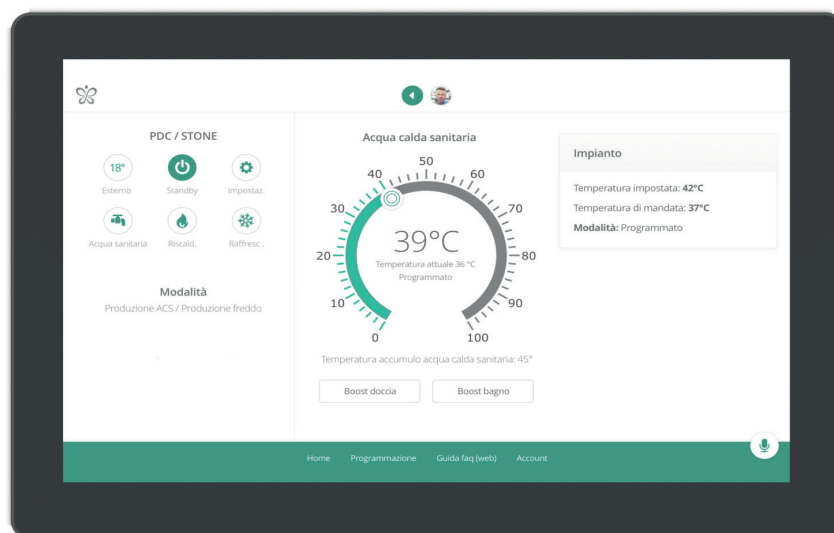 PDC / STONE
18°
Esterno
Standby
impostaz.
Acqua sanitaria
Riscald.
Raffresc .
Modalità
Produzione ACS / Produzione freddo
Acqua calda sanitaria
0
10
20
30
40
50
60
70
80
90
100
39°C
Temperatura attuale 36 °C
Programmato
Temperatura accumulo acqua calda sanitaria: 45°
Boost doccia
Boost bagno
Impianto
Temperatura impostata: 42°C
Temperatura di mandata: 37°C
Modalità: Programmato
Home Programmazione Guida faq (web) Account